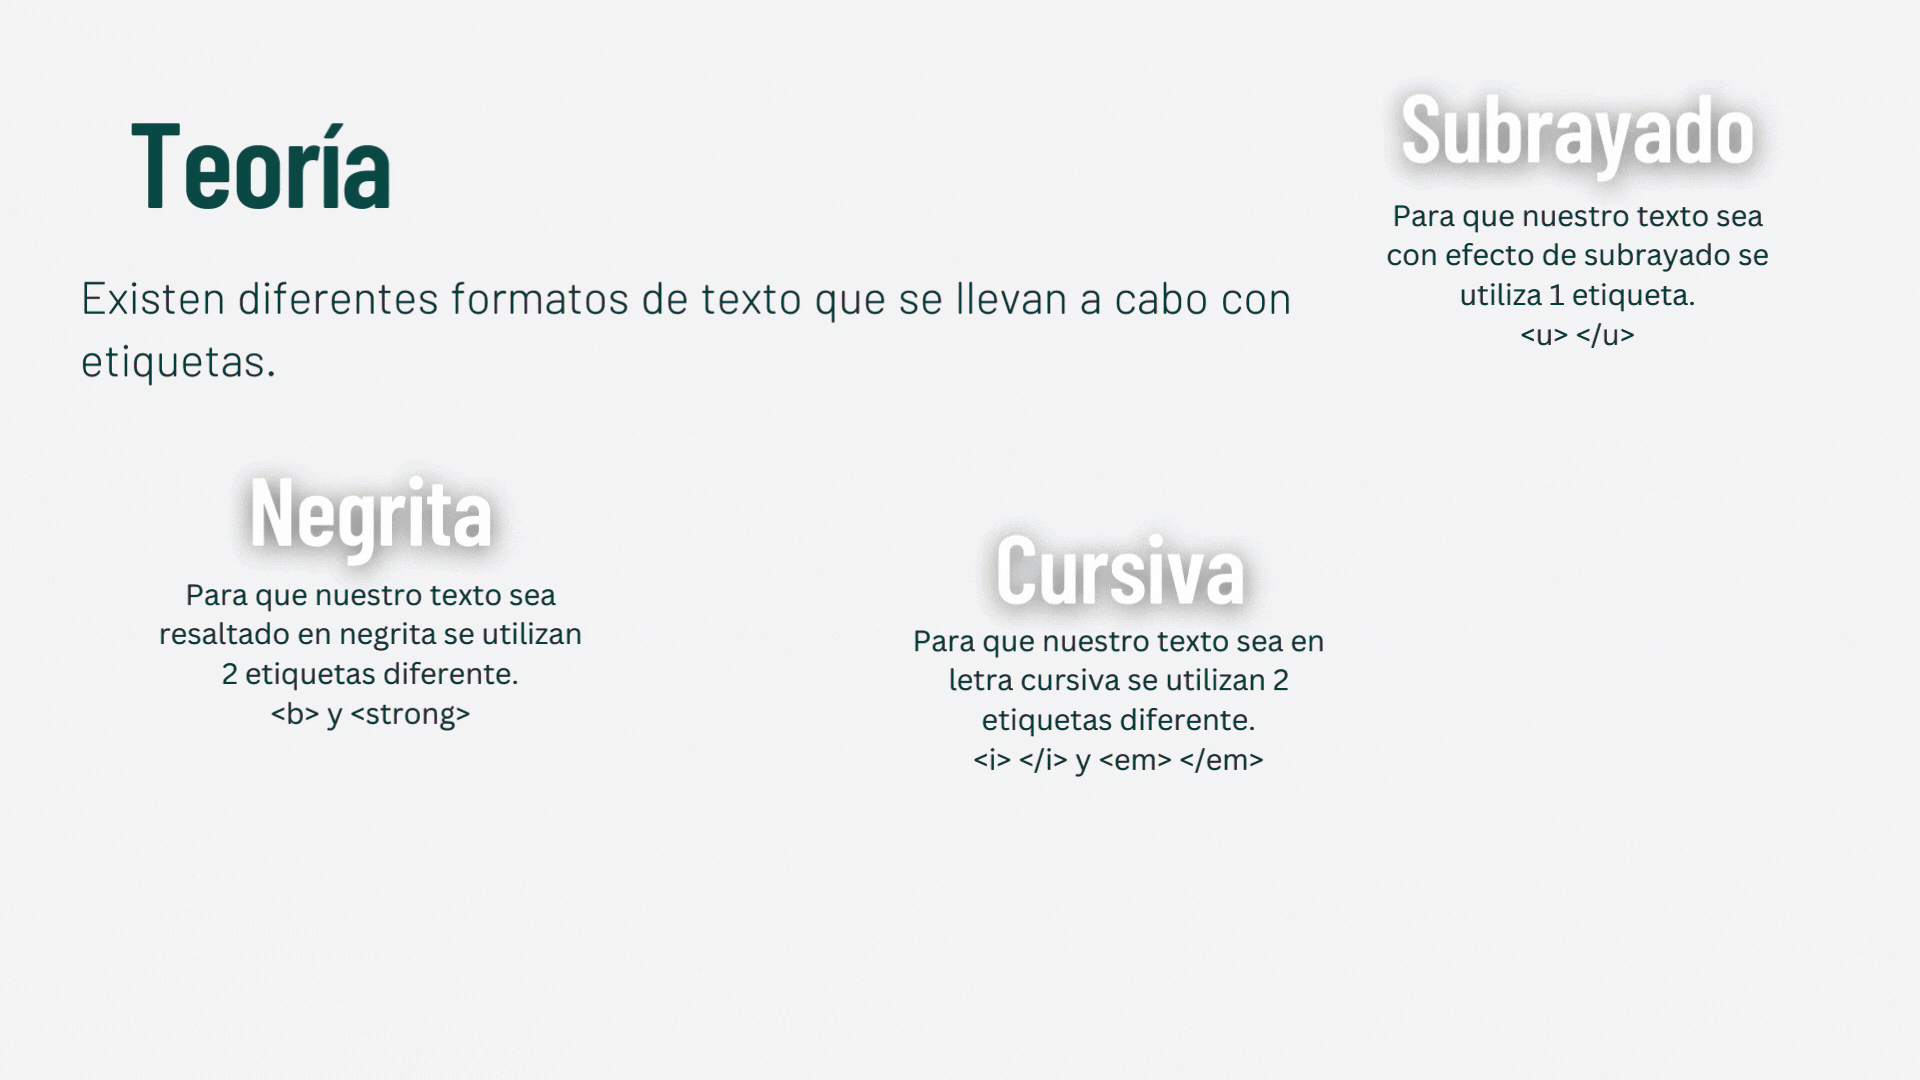 Teoría
Existen diferentes formatos de texto que se llevan a cabo con
etiquetas.
Subrayado
Para que nuestro texto sea
con efecto de subrayado se
utiliza 1 etiqueta.
<u> </u>
Negrita
Para que nuestro texto sea
resaltado en negrita se utilizan
2 etiquetas diferente.
<b> y <strong>
Cursiva
Para que nuestro texto sea en
letra cursiva se utilizan 2
etiquetas diferente.
<i> </i> y <em> </em>